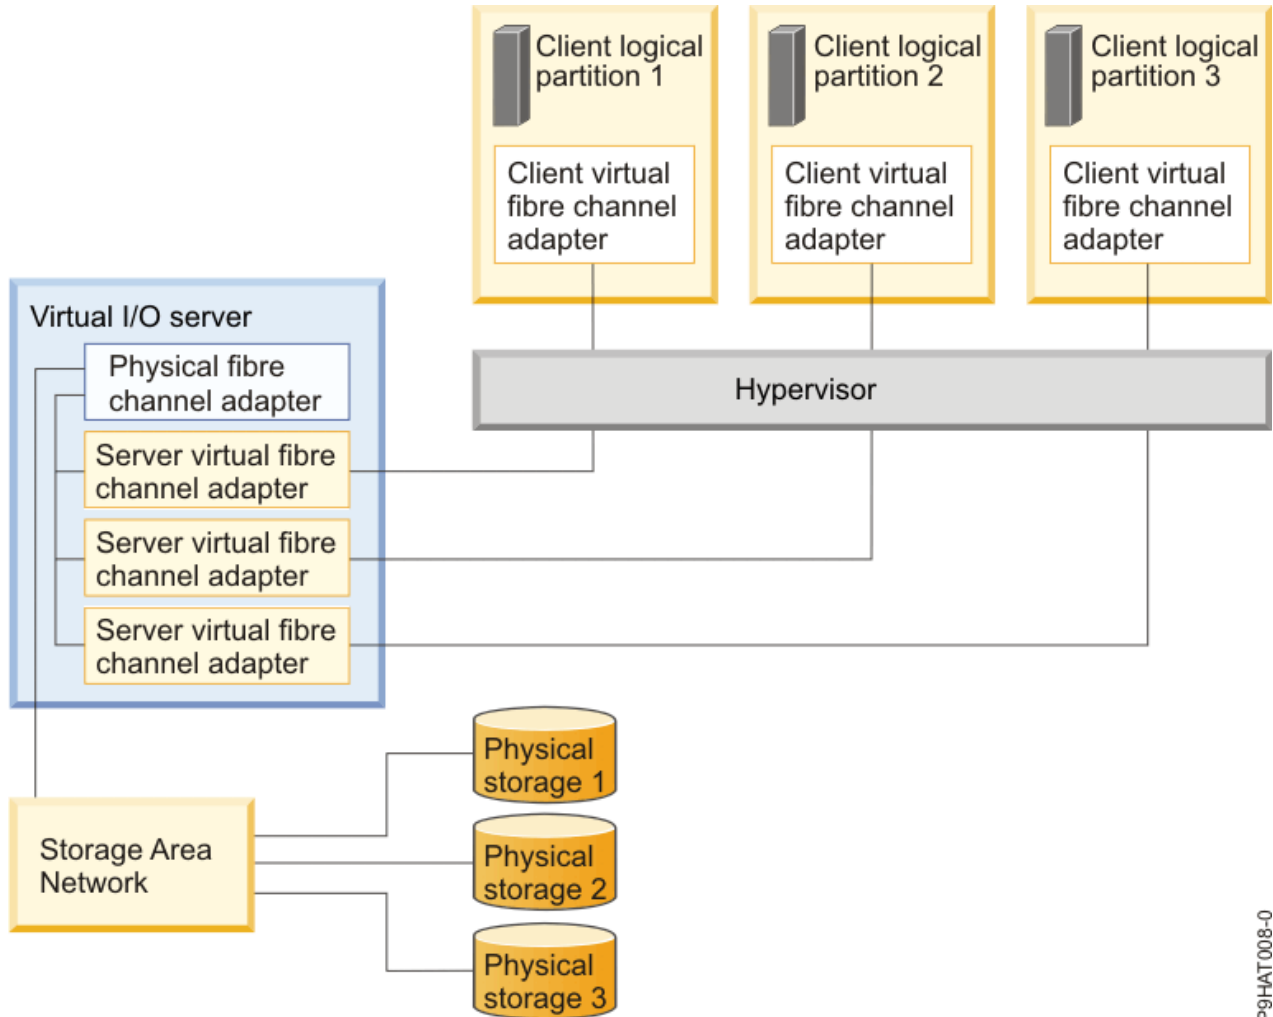 Client logical
partition 1
Client logical
partition 2
Client logical
partition 3
Client virtual
fibre channel
adapter
Client virtual
fibre channel
adapter
Client virtual
fibre channel
adapter
Virtual I/O server
Physical fibre
channel adapter
Server virtual fibre
channel adapter
Server virtual fibre
channel adapter
Server virtual fibre
channel adapter
Hypervisor
Storage Area
Network
Physical
storage 1
Physical
storage 2
Physical
storage 3